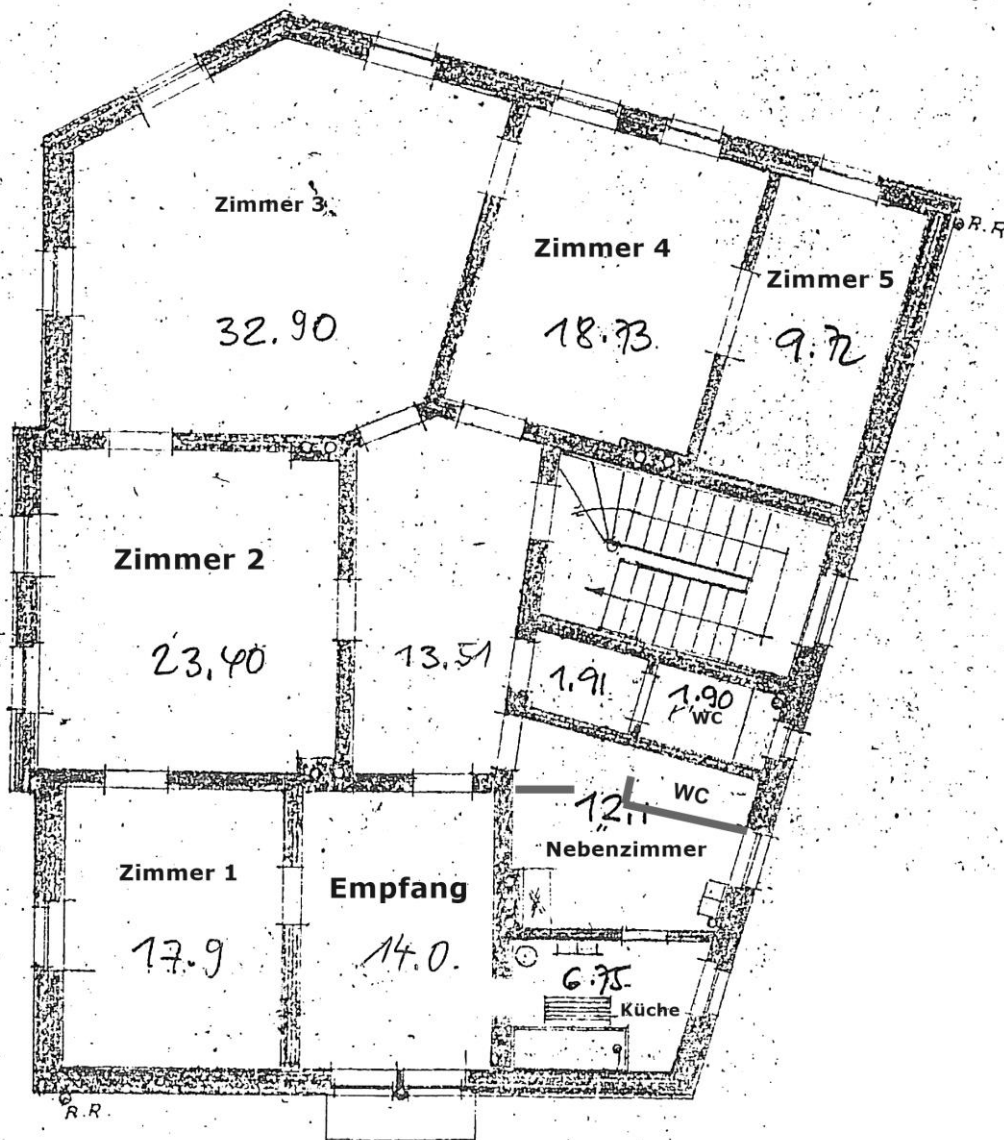 Zimmer 3
32.90
Zimmer 4
18.73
Zimmer 5
9.72
R.R
Zimmer 2
23.40
13.51
1.91
1.90
WC
WC
12.
Nebenzimmer
Zimmer 1
17.9
Empfang
14.0.
6.75
Küche
R.R.